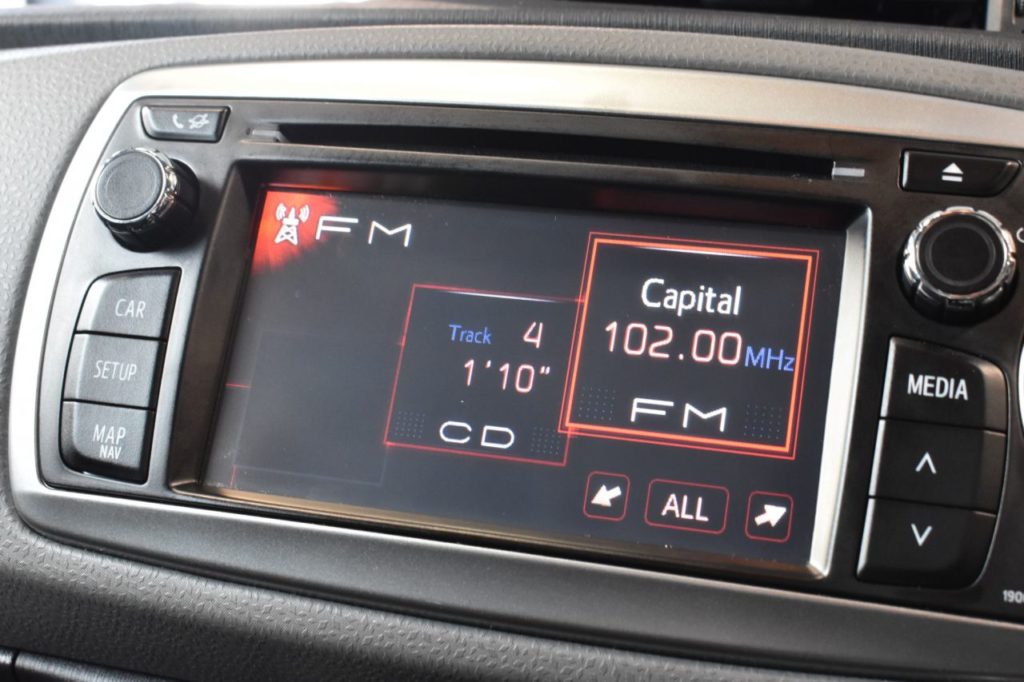 CAR
SETUP
MAP
NAV
FM
Track 4
1'10"
CD
Capital
102.00MHz
FM
ALL
MEDIA